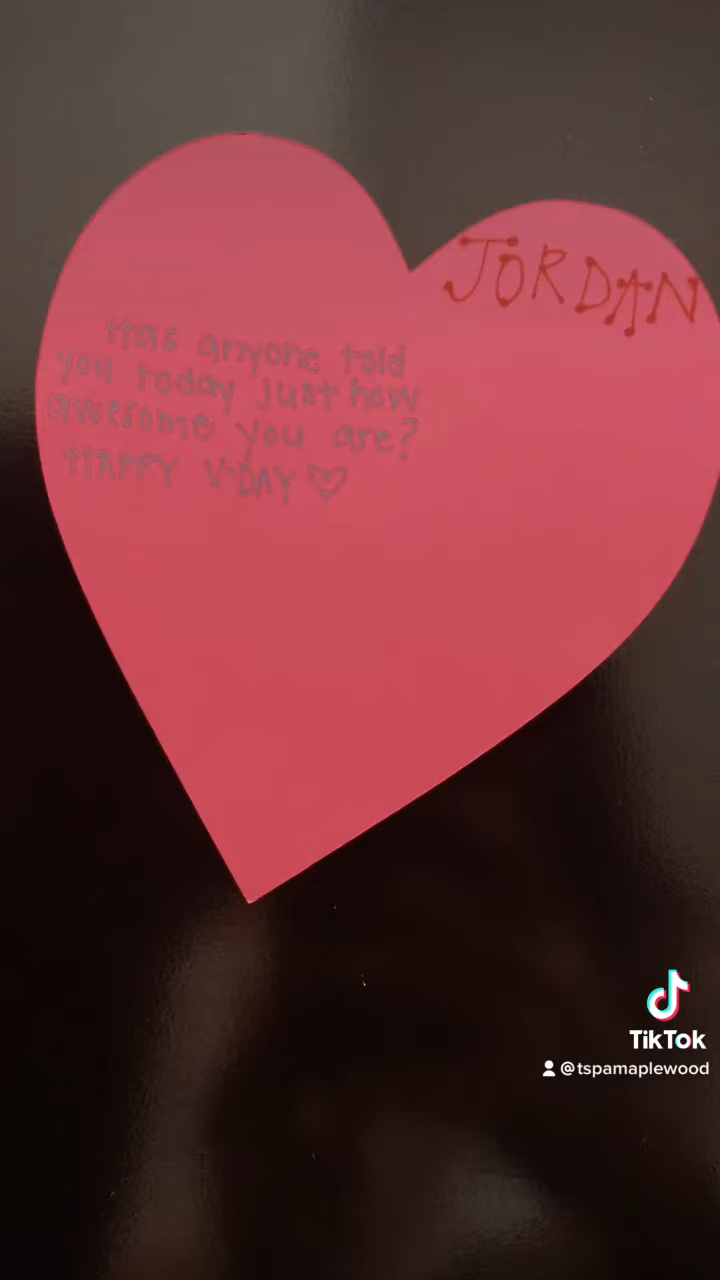 JORDAN
Has anyone told
you today just how
awesome you are?
HAPPY V'DAY
TikTok
@tspamaplewood